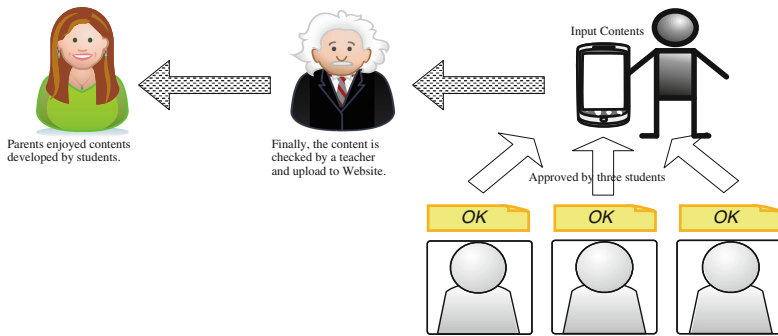 Input Contents
Parents enjoyed contents
developed by students.
Finally, the content is
checked by a teacher
and upload to Website.
Approved by three students
OK
OK
OK